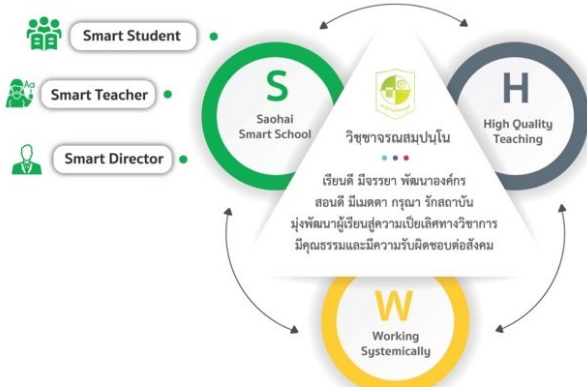 Smart Student
Smart Teacher
Smart Director
S
Saohai
Smart School
H
High Quality
Teaching
วิชฺชาจรณสมฺปนฺโน
เรียนดี มีจรรยา พัฒนาองค์กร
สอนดี มีเมตตา กรุณา รักสถาบัน
มุ่งพัฒนาผู้เรียนสู่ความเป็นเลิศทางวิชาการ
มีคุณธรรมและมีความรับผิดชอบต่อสังคม
W
Working
Systemically